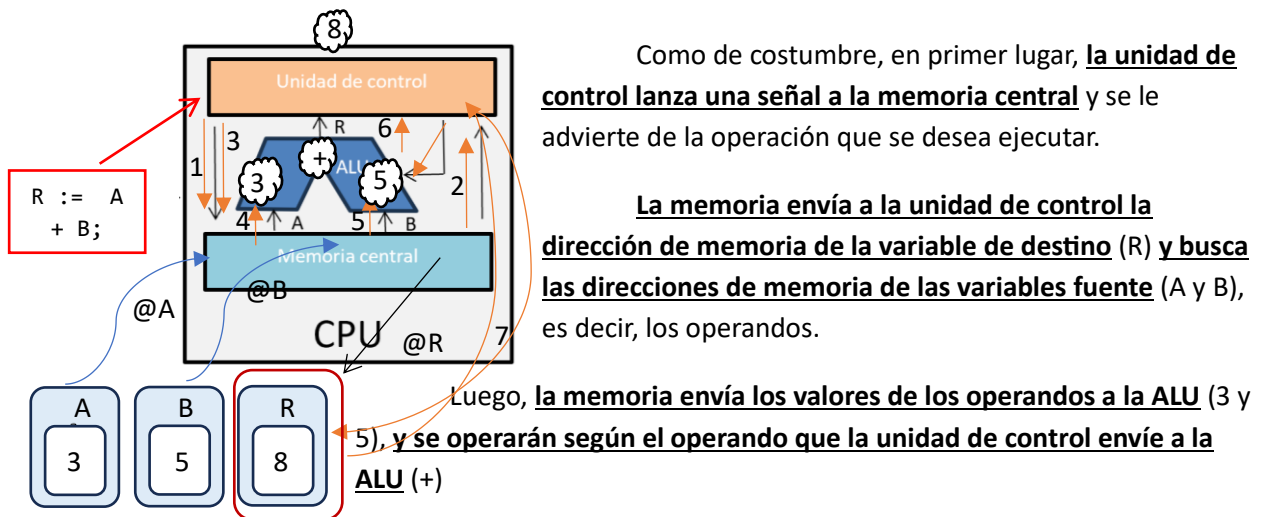 8
Unidad de control
R
6
1
3
+
ALU
3
5
2
4
A
5
B
Memoria central
R := A
+ B;
@A
@B
CPU
@R
7
A
3
B
5
R
8
Como de costumbre, en primer lugar, la unidad de
control lanza una señal a la memoria central y se le
advierte de la operación que se desea ejecutar.
La memoria envía a la unidad de control la
dirección de memoria de la variable de destino (R) y busca
las direcciones de memoria de las variables fuente (A y B),
es decir, los operandos.
Luego, la memoria envía los valores de los operandos a la ALU (3 y
5), y se operarán según el operando que la unidad de control envíe a la
ALU (+)